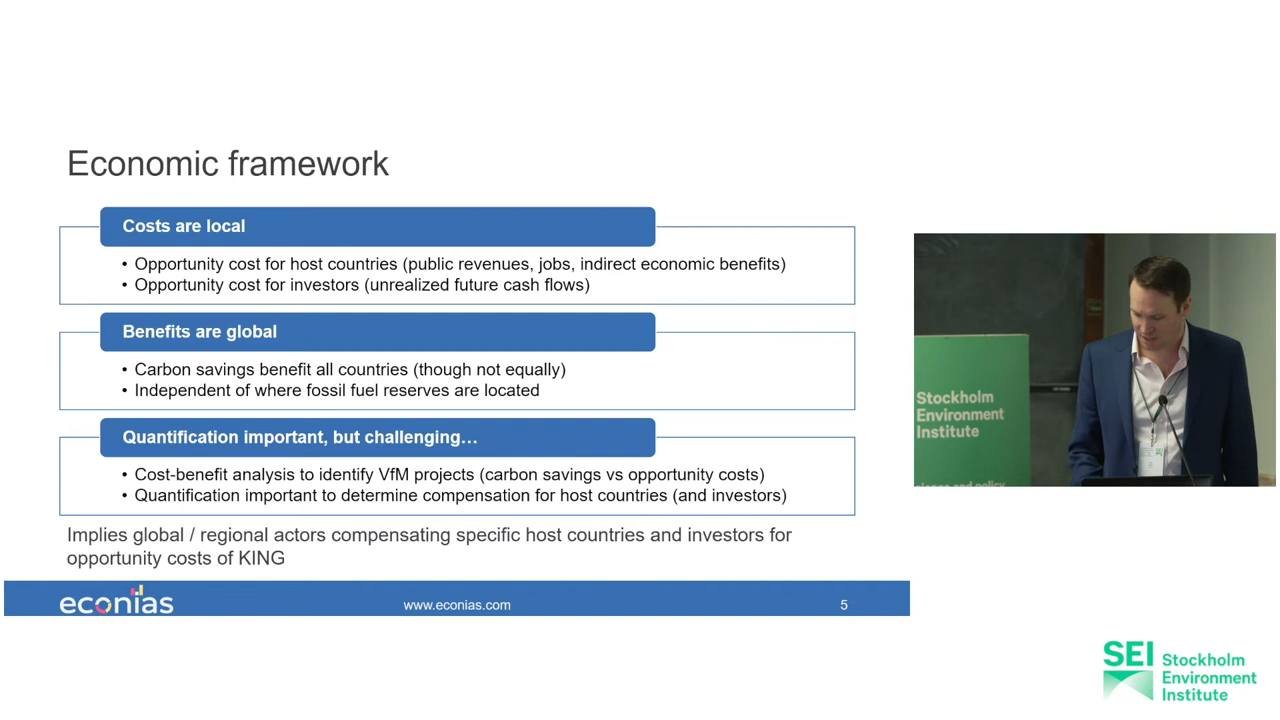 Economic framework
Costs are local
• Opportunity cost for host countries (public revenues, jobs, indirect economic benefits)
• Opportunity cost for investors (unrealized future cash flows)
Benefits are global
• Carbon savings benefit all countries (though not equally)
• Independent of where fossil fuel reserves are located
Quantification important, but challenging…
• Cost-benefit analysis to identify VfM projects (carbon savings vs opportunity costs)
• Quantification important to determine compensation for host countries (and investors)
Implies global / regional actors compensating specific host countries and investors for
opportunity costs of KING
econias
www.econias.com
5
Stockholm
Environment
Institute
and policy
SEI
Stockholm
Environment
Institute